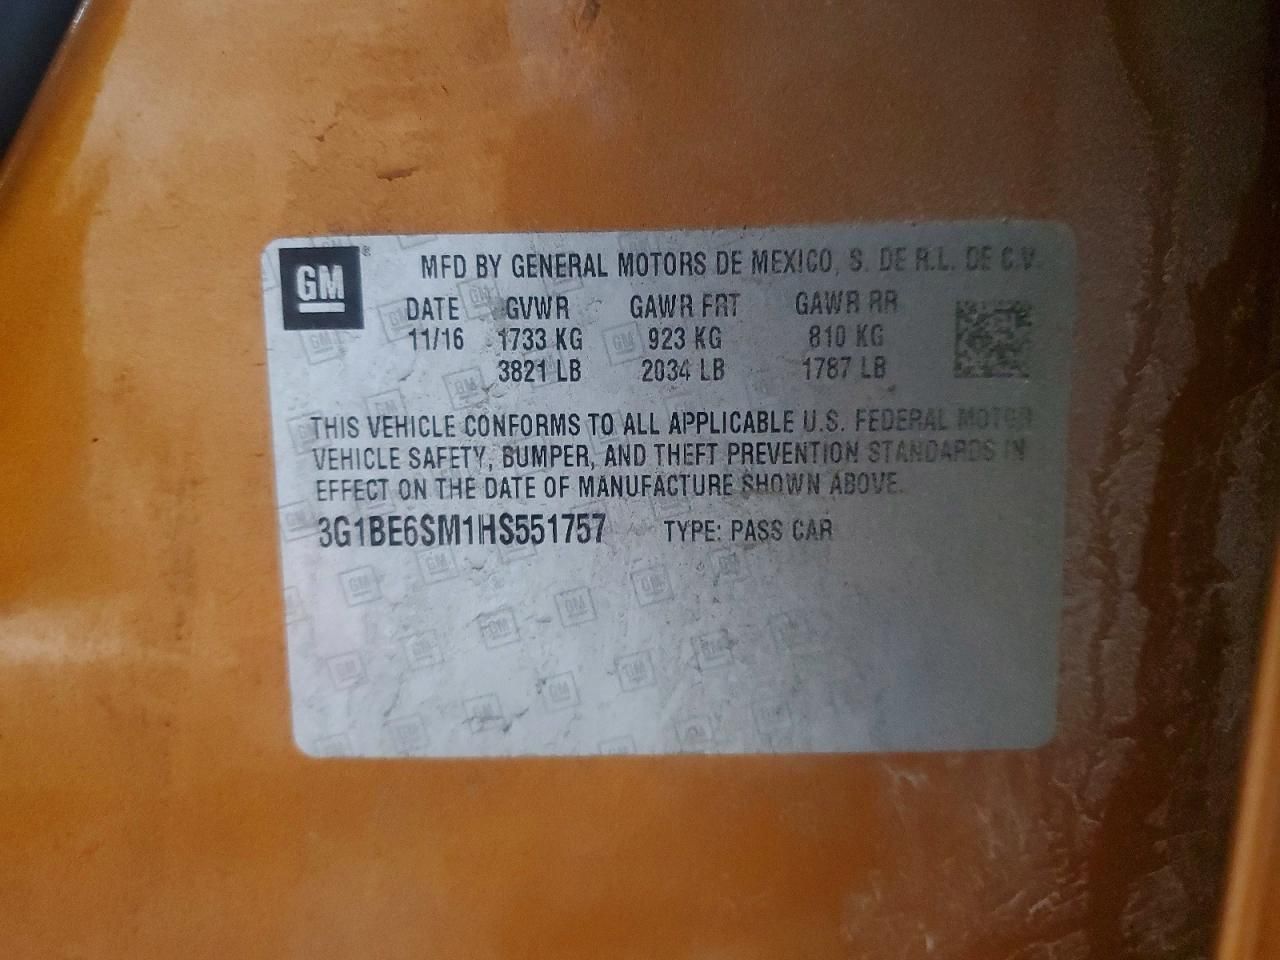 GM®
MFD BY GENERAL MOTORS DE MEXICO, S. DE R.L. DE C.V.
DATE GVWR GAWR FRT GAWR RR
11/16 1733 KG 923 KG 810 KG
3821 LB 2034 LB 1787 LB
THIS VEHICLE CONFORMS TO ALL APPLICABLE U.S. FEDERAL MOTOR
VEHICLE SAFETY, BUMPER, AND THEFT PREVENTION STANDARDS IN
EFFECT ON THE DATE OF MANUFACTURE SHOWN ABOVE.
3G1BE6SM1HS551757 TYPE: PASS CAR